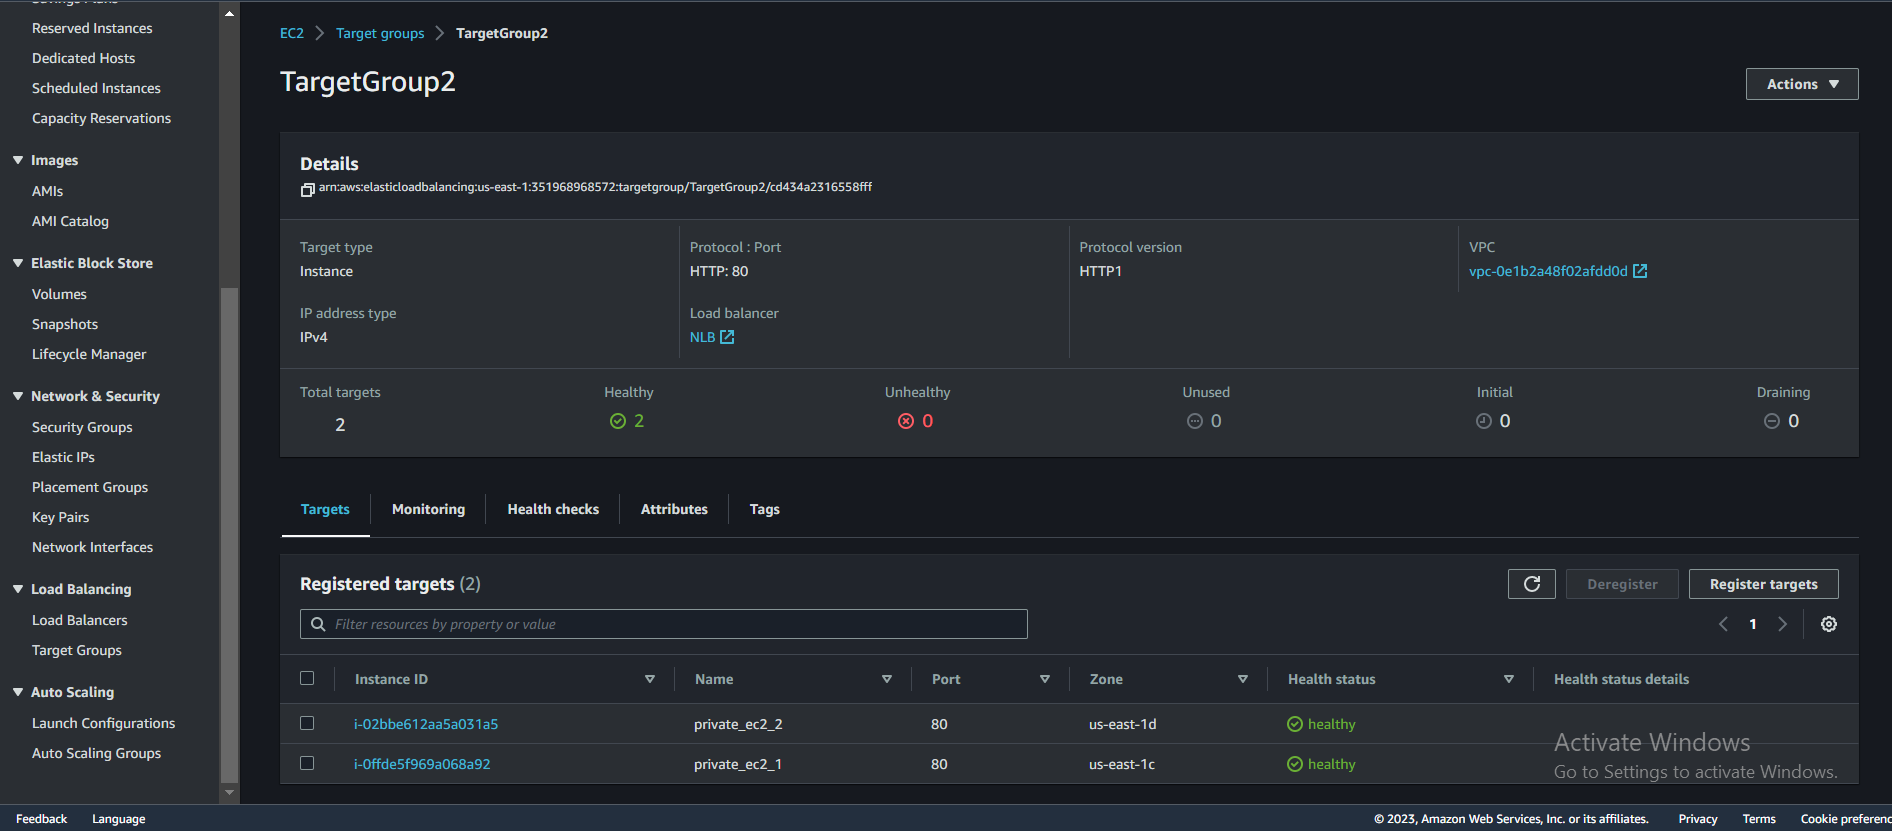 Savings Plans
Reserved Instances
Dedicated Hosts
Scheduled Instances
Capacity Reservations
Images
AMIs
AMI Catalog
Elastic Block Store
Volumes
Snapshots
Lifecycle Manager
Network & Security
Security Groups
Elastic IPs
Placement Groups
Key Pairs
Network Interfaces
Load Balancing
Load Balancers
Target Groups
Auto Scaling
Launch Configurations
Auto Scaling Groups
EC2 > Target groups > TargetGroup2
TargetGroup2
Actions
Details
arn:aws:elasticloadbalancing:us-east-1:351968968572:targetgroup/TargetGroup2/cd434a2316558fff
Target type
Instance
Protocol : Port
HTTP: 80
Protocol version
HTTP1
VPC
vpc-0e1b2a48f02afdd0d
IP address type
IPv4
Load balancer
NLB
Total targets
2
Healthy
2
Unhealthy
0
Unused
0
Initial
0
Draining
0
Targets Monitoring Health checks Attributes Tags
Registered targets (2)
Deregister Register targets
Filter resources by property or value
1
Instance ID Name Port Zone Health status Health status details
i-02bbe612aa5a031a5 private_ec2_2 80 us-east-1d healthy
i-0ffde5f969a068a92 private_ec2_1 80 us-east-1c healthy
Activate Windows
Go to Settings to activate Windows.
Feedback Language © 2023, Amazon Web Services, Inc. or its affiliates. Privacy Terms Cookie preferenc